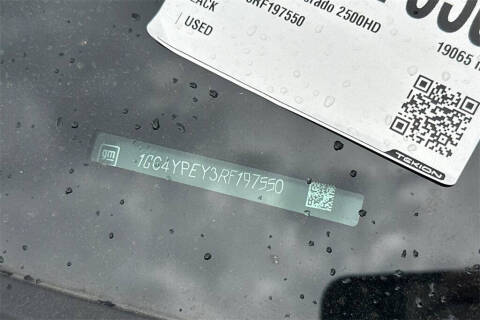 rado 2500HD
RF197550
ACK
/ USED
19065
TEKION
gm
1GC4YPEY3RF197550